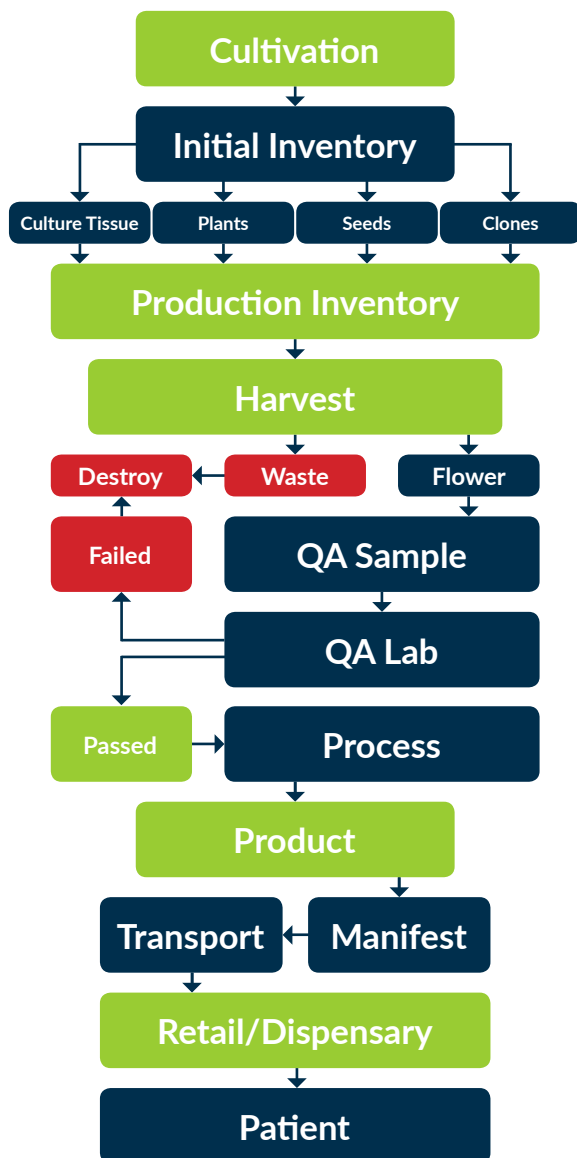 Cultivation
Initial Inventory
Culture Tissue
Plants
Seeds
Clones
Production Inventory
Harvest
Destroy
Waste
Flower
Failed
QA Sample
QA Lab
Passed
Process
Product
Transport
Manifest
Retail/Dispensary
Patient